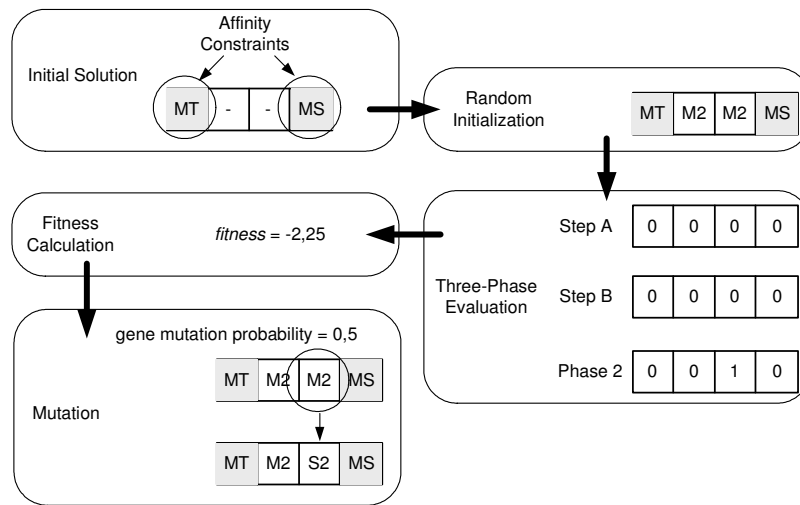 Affinity
Constraints
Initial Solution
MT - - MS
Random
Initialization
MT M2 M2 MS
Fitness
Calculation
fitness = -2,25
Three-Phase
Evaluation
Step A
0 0 0 0
Step B
0 0 0 0
Phase 2
0 0 1 0
gene mutation probability = 0,5
MT M2 M2 MS
Mutation
MT M2 S2 MS